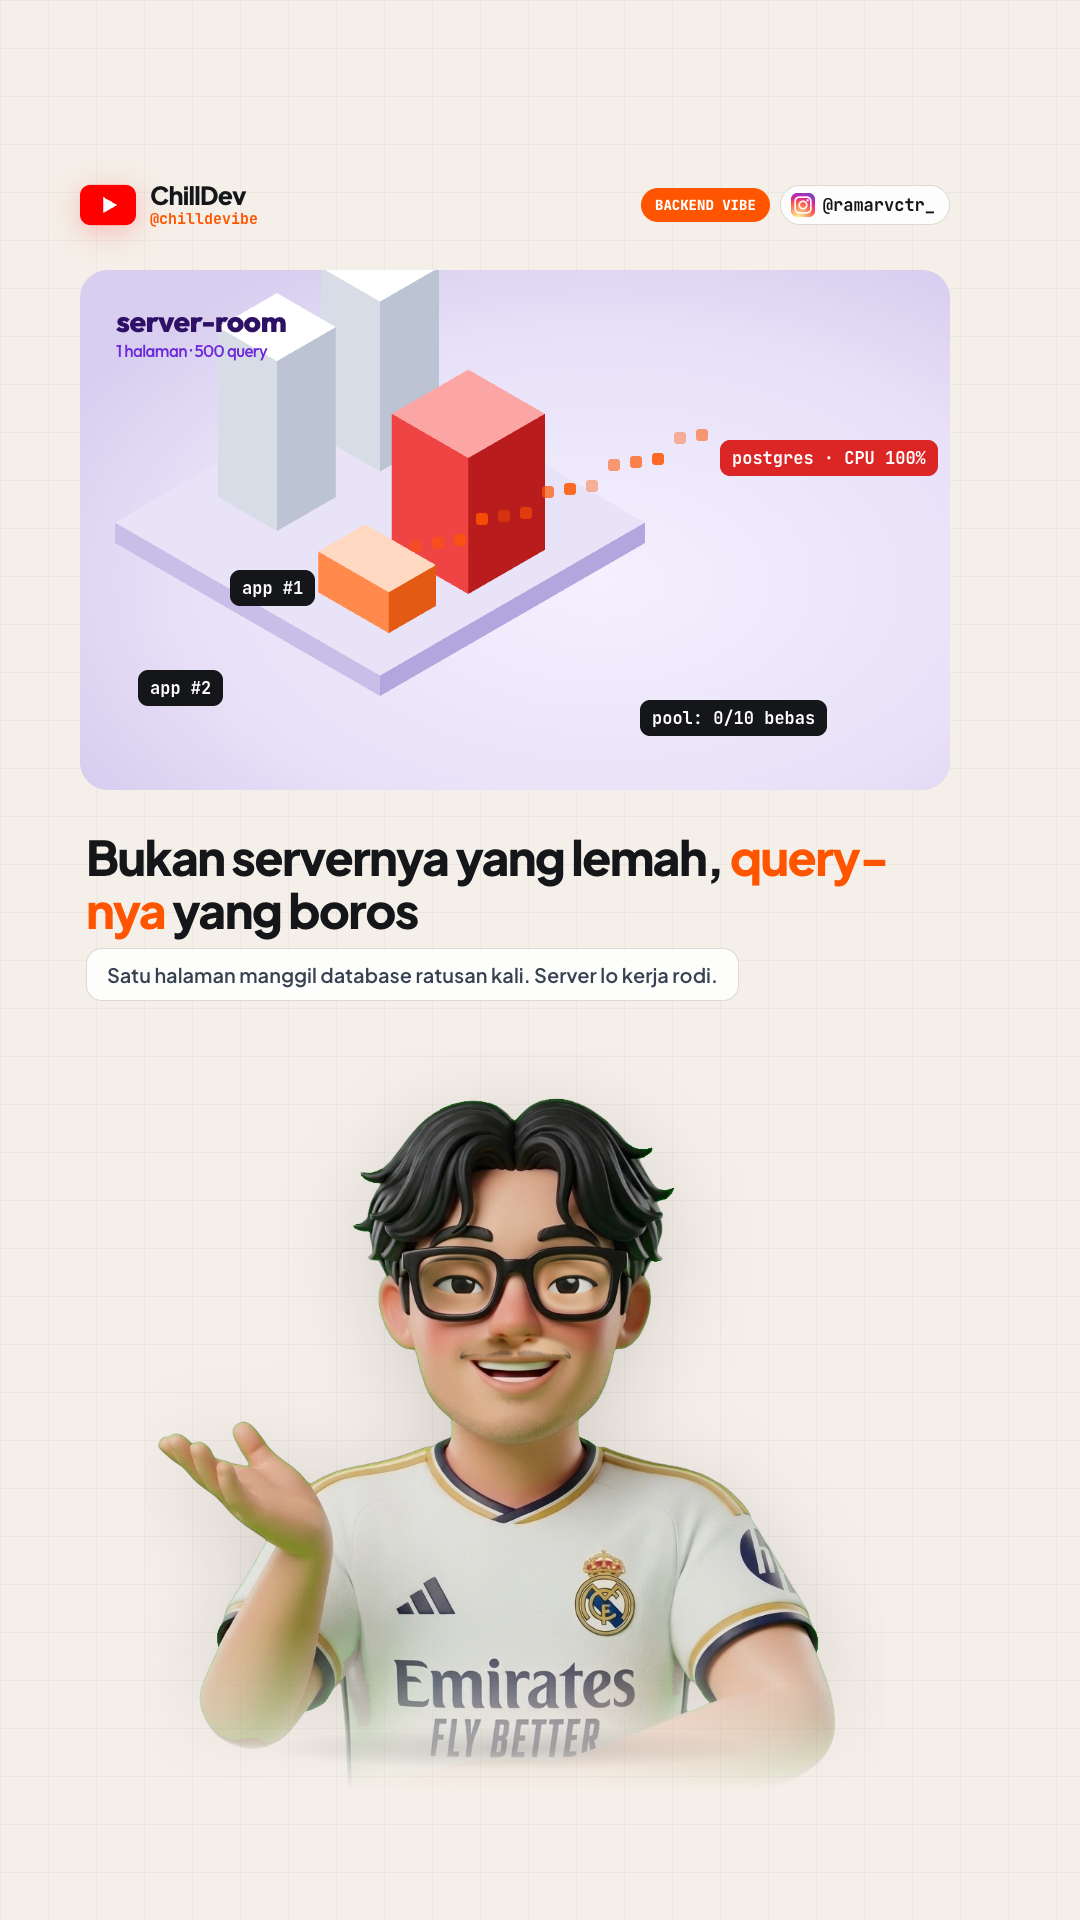 ChillDev
@chilldevibe
BACKEND VIBE
@ramarvctr_
server-room
1 halaman · 500 query
postgres · CPU 100%
app #1
app #2
pool: 0/10 bebas
Bukan servernya yang lemah, query-
nya yang boros
Satu halaman manggil database ratusan kali. Server lo kerja rodi.
Emirates
FLY BETTER